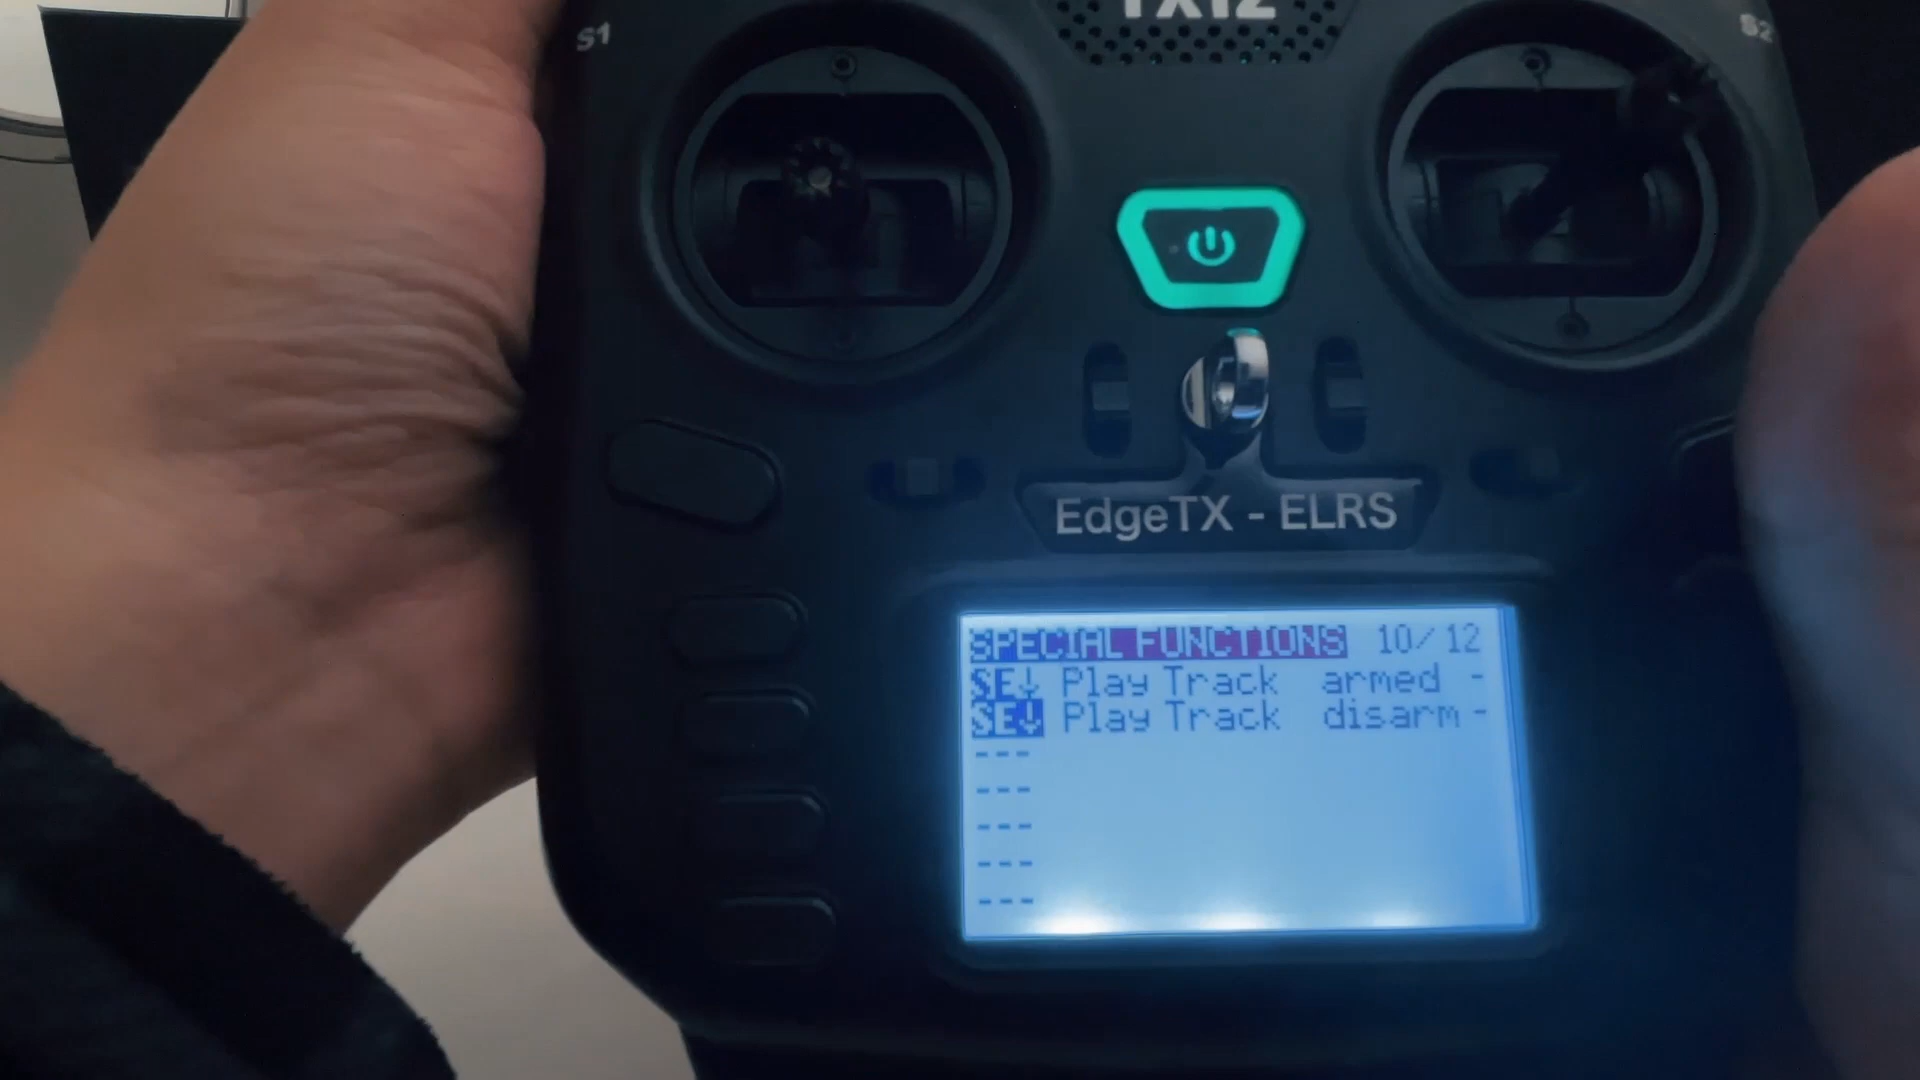 TX12
S1
S2
EdgeTX - ELRS
SPECIAL FUNCTIONS 10/12
SE↓ Play Track armed -
SE↓ Play Track disarm -
---
---
---
---
---